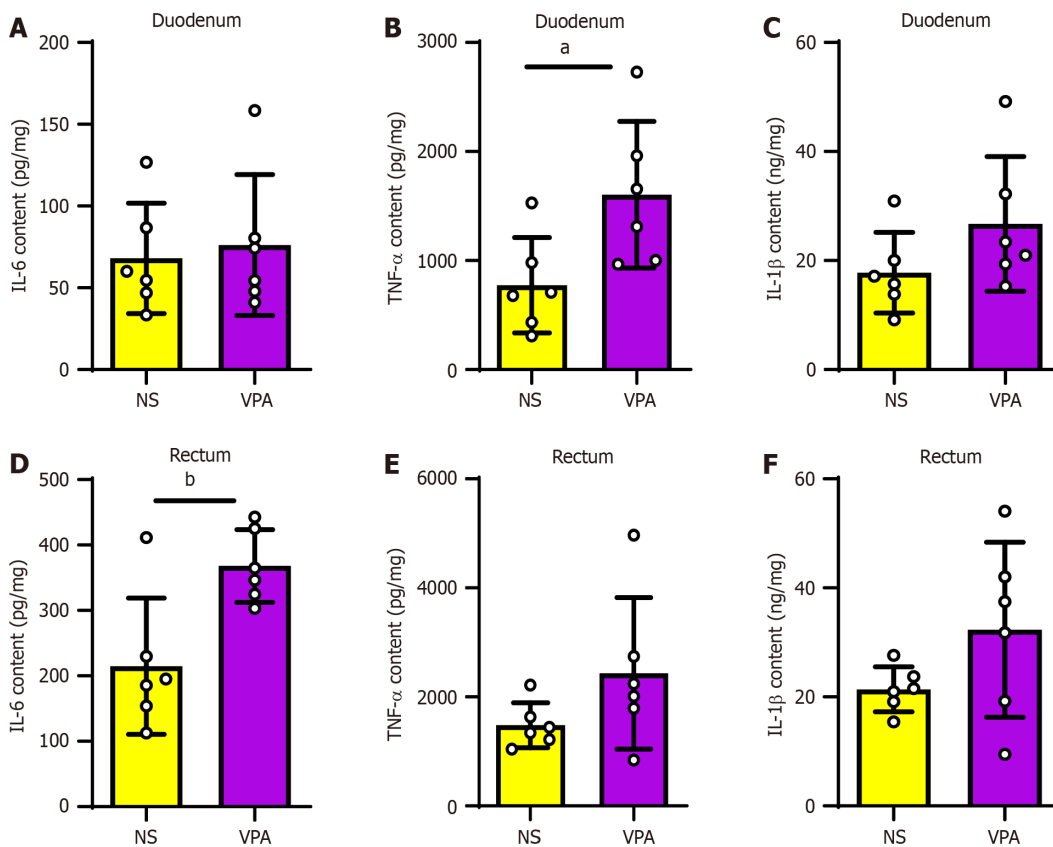 A
Duodenum
IL-6 content (pg/mg)
200
150
100
50
0
NS VPA
B
Duodenum
a
TNF-α content (pg/mg)
3000
2000
1000
0
NS VPA
C
Duodenum
IL-1β content (ng/mg)
60
40
20
0
NS VPA
D
Rectum
b
IL-6 content (pg/mg)
500
400
300
200
100
0
NS VPA
E
Rectum
TNF-α content (pg/mg)
6000
4000
2000
0
NS VPA
F
Rectum
IL-1β content (ng/mg)
60
40
20
0
NS VPA